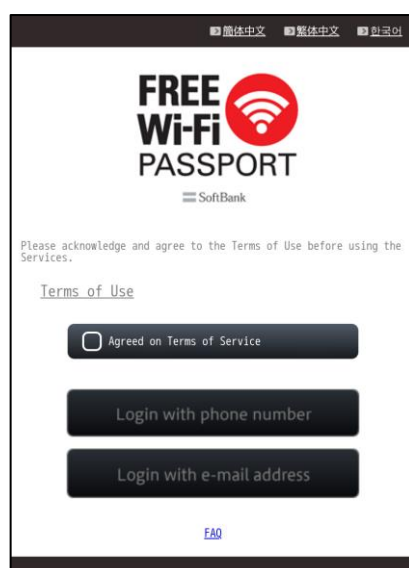 簡体中文 繁体中文 한국어
FREE
Wi-Fi
PASSPORT
SoftBank
Please acknowledge and agree to the Terms of Use before using the
Services.
Terms of Use
Agreed on Terms of Service
Login with phone number
Login with e-mail address
FAQ